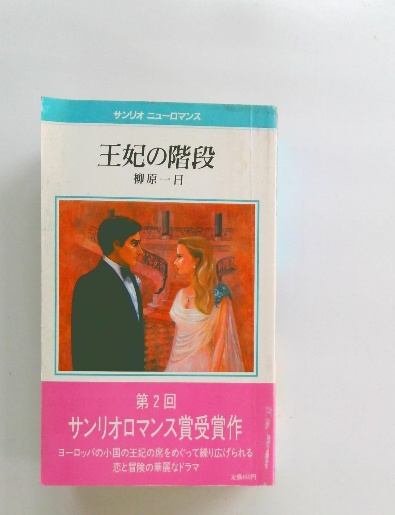 サンリオ ニューロマンス
王妃の階段
柳原一日
第2回
サンリオロマンス賞受賞作
ヨーロッパの小国の王妃の席をめぐって繰り広げられる
恋と冒険の華麗なドラマ